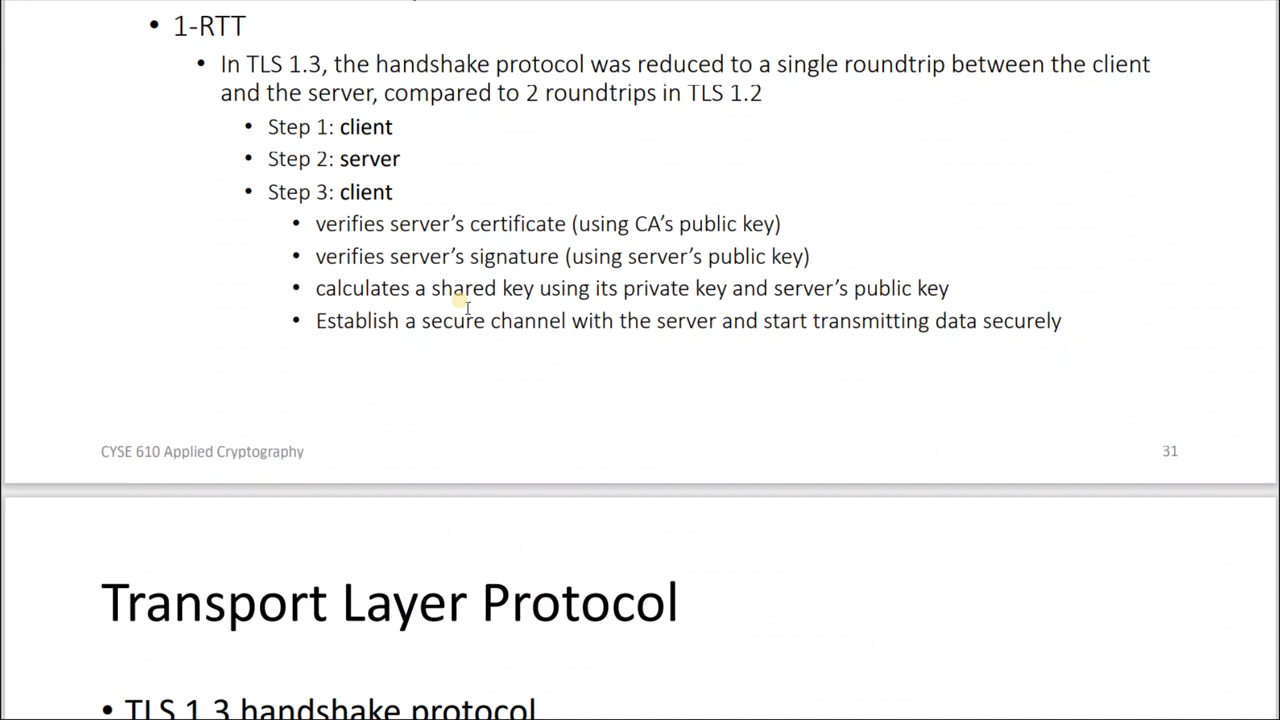 • 1-RTT
• In TLS 1.3, the handshake protocol was reduced to a single roundtrip between the client
and the server, compared to 2 roundtrips in TLS 1.2
• Step 1: client
• Step 2: server
• Step 3: client
• verifies server’s certificate (using CA’s public key)
• verifies server’s signature (using server’s public key)
• calculates a shared key using its private key and server’s public key
• Establish a secure channel with the server and start transmitting data securely
CYSE 610 Applied Cryptography
31
Transport Layer Protocol
• TLS 1.3 handshake protocol